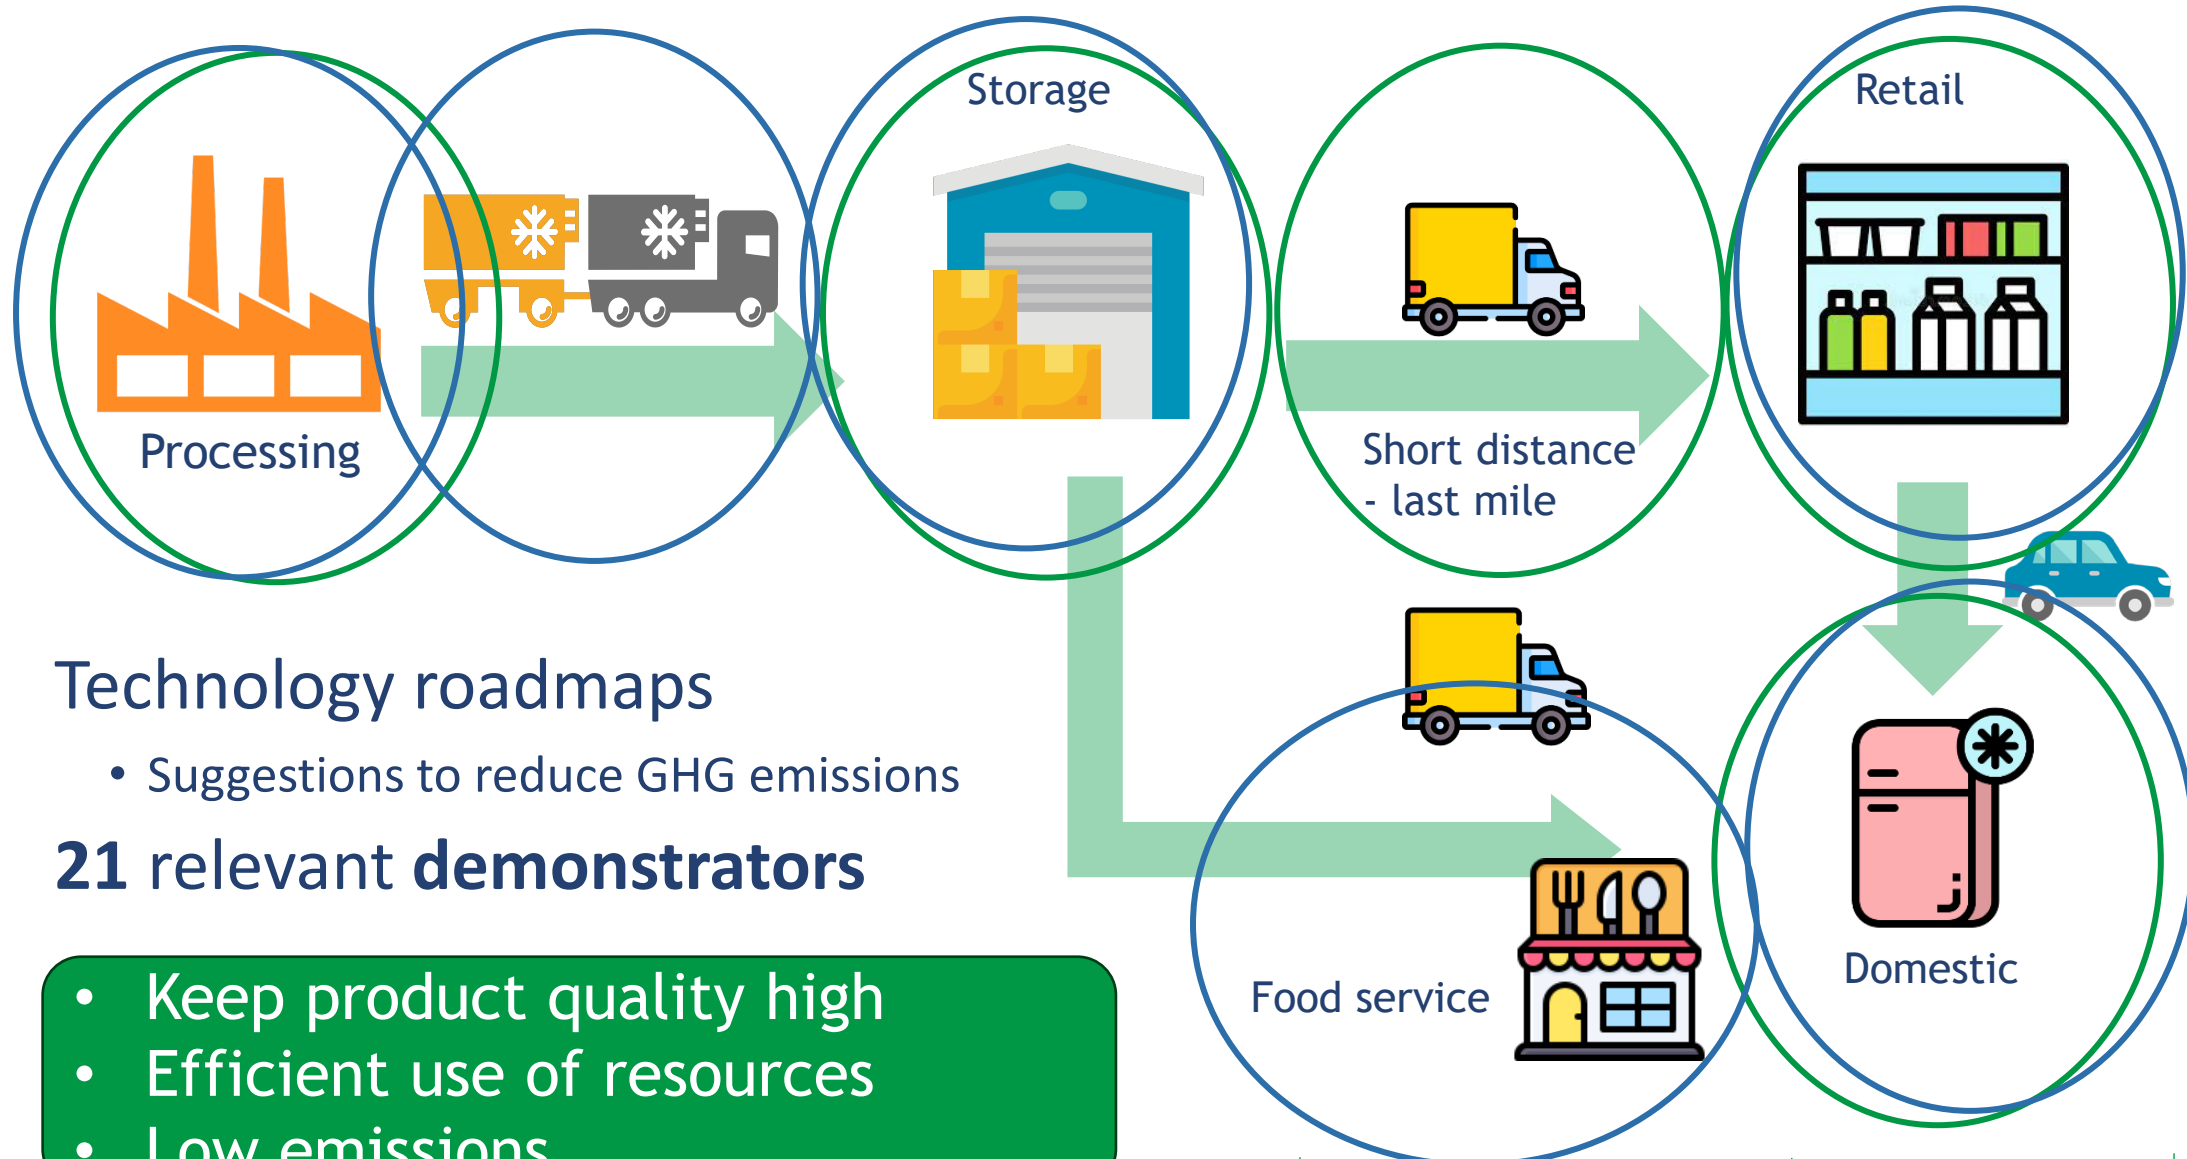 Storage
Retail
Processing
Short distance
- last mile
Technology roadmaps
• Suggestions to reduce GHG emissions
21 relevant demonstrators
• Keep product quality high
• Efficient use of resources
• Low emissions
Food service
Domestic